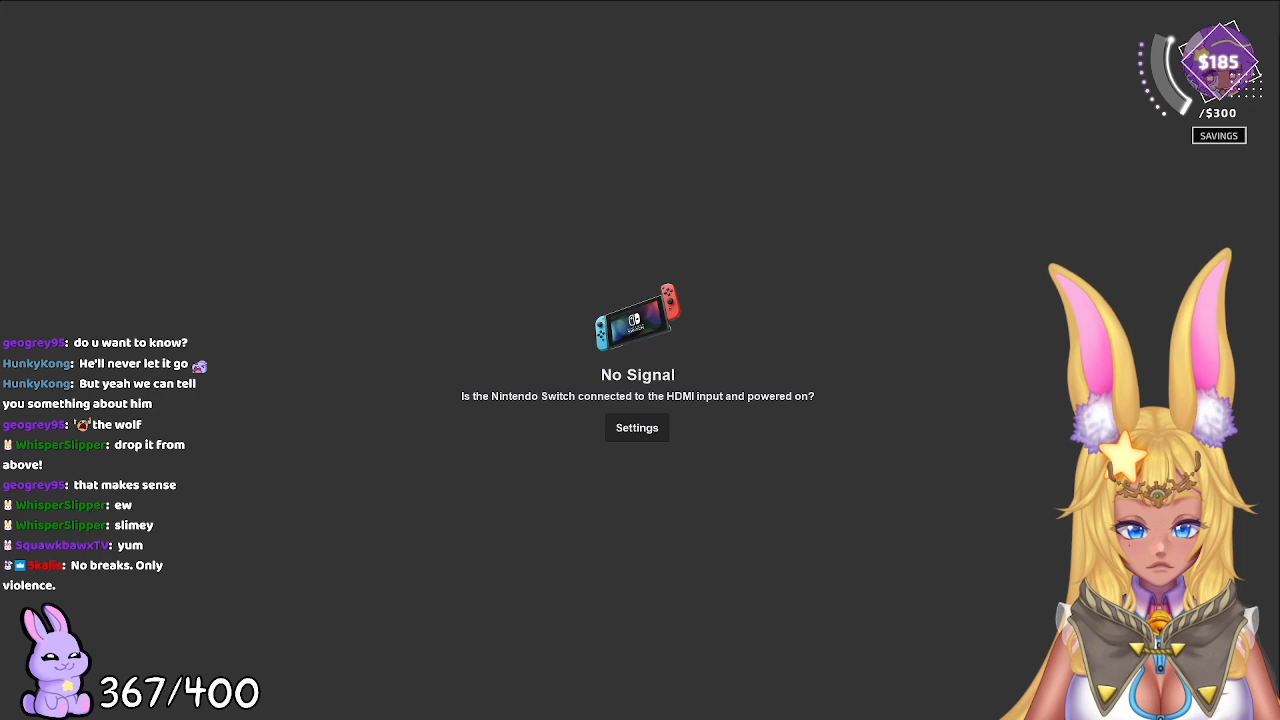 $185
/$300
SAVINGS
geogrey95: do u want to know?
HunkyKong: He'll never let it go
HunkyKong: But yeah we can tell
you something about him
geogrey95: the wolf
WhisperSlipper: drop it from
above!
geogrey95: that makes sense
WhisperSlipper: ew
WhisperSlipper: slimey
SquawkbawxTV: yum
5kalis: No breaks. Only
violence.
No Signal
Is the Nintendo Switch connected to the HDMI input and powered on?
Settings
367/400